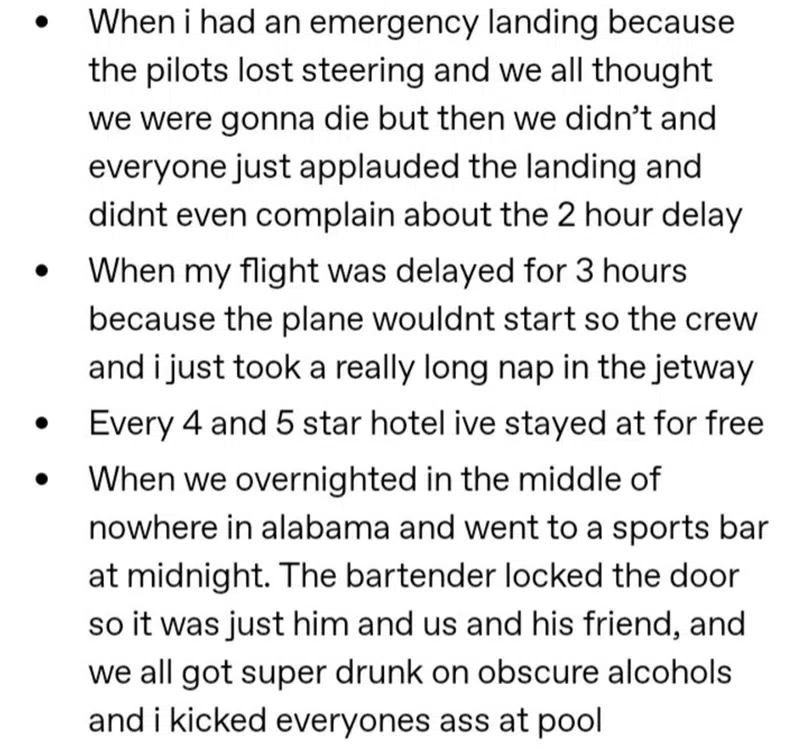 • When i had an emergency landing because
the pilots lost steering and we all thought
we were gonna die but then we didn’t and
everyone just applauded the landing and
didnt even complain about the 2 hour delay
• When my flight was delayed for 3 hours
because the plane wouldnt start so the crew
and i just took a really long nap in the jetway
• Every 4 and 5 star hotel ive stayed at for free
• When we overnighted in the middle of
nowhere in alabama and went to a sports bar
at midnight. The bartender locked the door
so it was just him and us and his friend, and
we all got super drunk on obscure alcohols
and i kicked everyones ass at pool